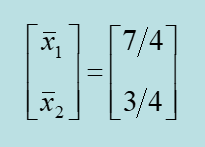 x̅₁ = 7/4
x̅₂ = 3/4